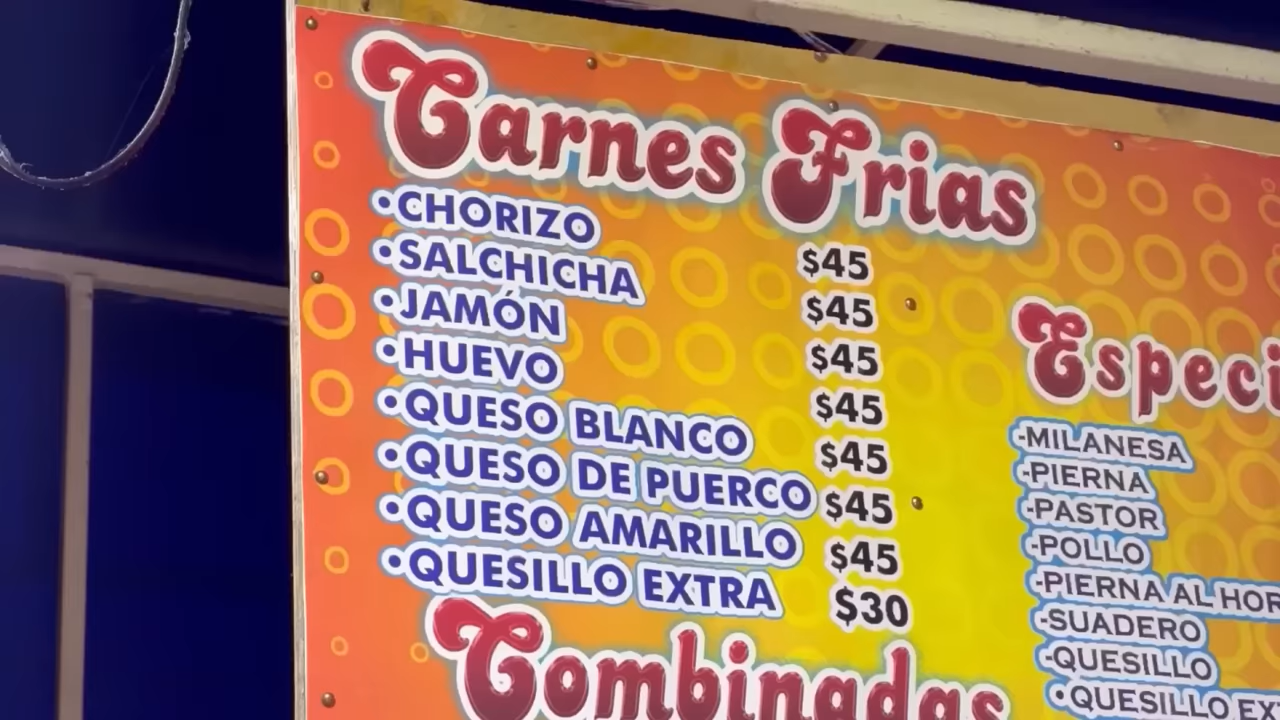 Carnes Frias
•CHORIZO $45
•SALCHICHA $45
•JAMÓN $45
•HUEVO $45
•QUESO BLANCO $45
•QUESO DE PUERCO $45
•QUESO AMARILLO $45
•QUESILLO EXTRA $30
Combinadas
Especi
-MILANESA
-PIERNA
-PASTOR
-POLLO
-PIERNA AL HOR
-SUADERO
-QUESILLO
•QUESILLO EX